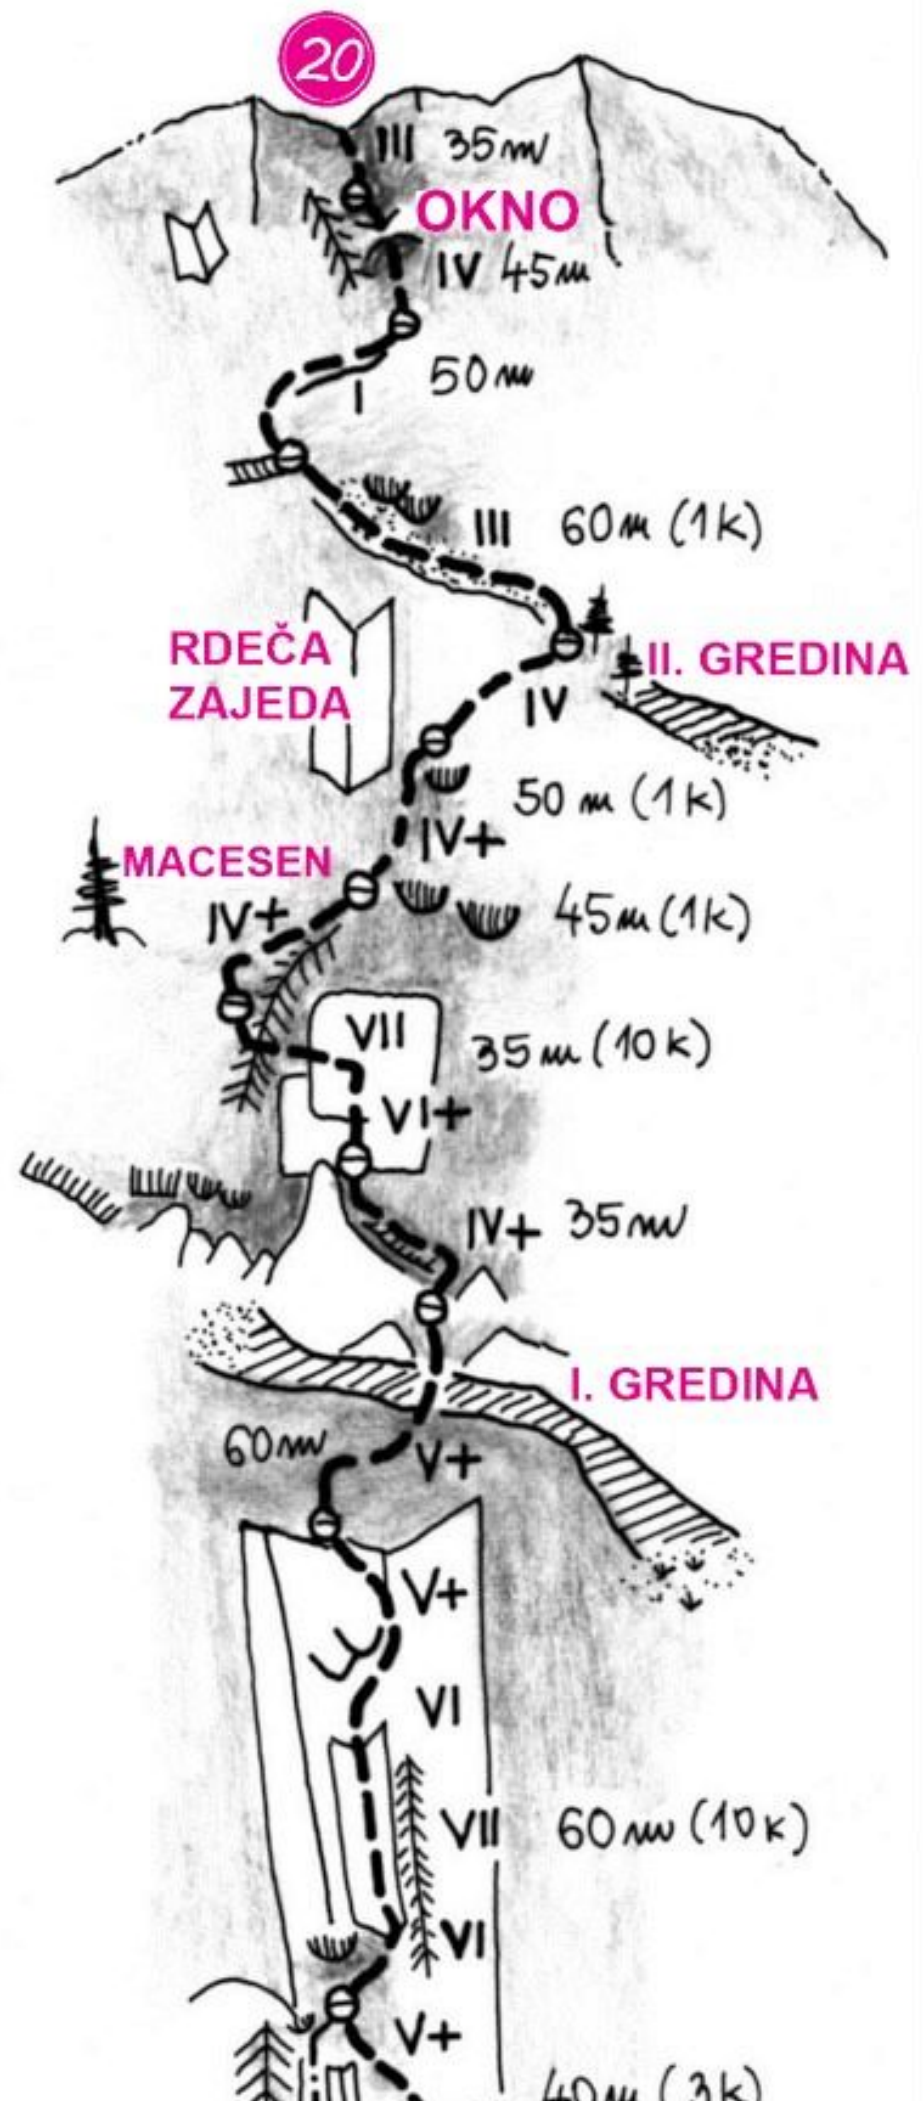 20
III 35m
OKNO
IV 45m
50m
I
III 60m (1k)
RDEČA
ZAJEDA
II. GREDINA
IV
50m (1k)
IV+
MACESEN
IV+
45m (1k)
VII
35m (10k)
VI+
IV+ 35m
I. GREDINA
60m
V+
V+
VI
VII 60m (10k)
VI
V+
40m (3k)